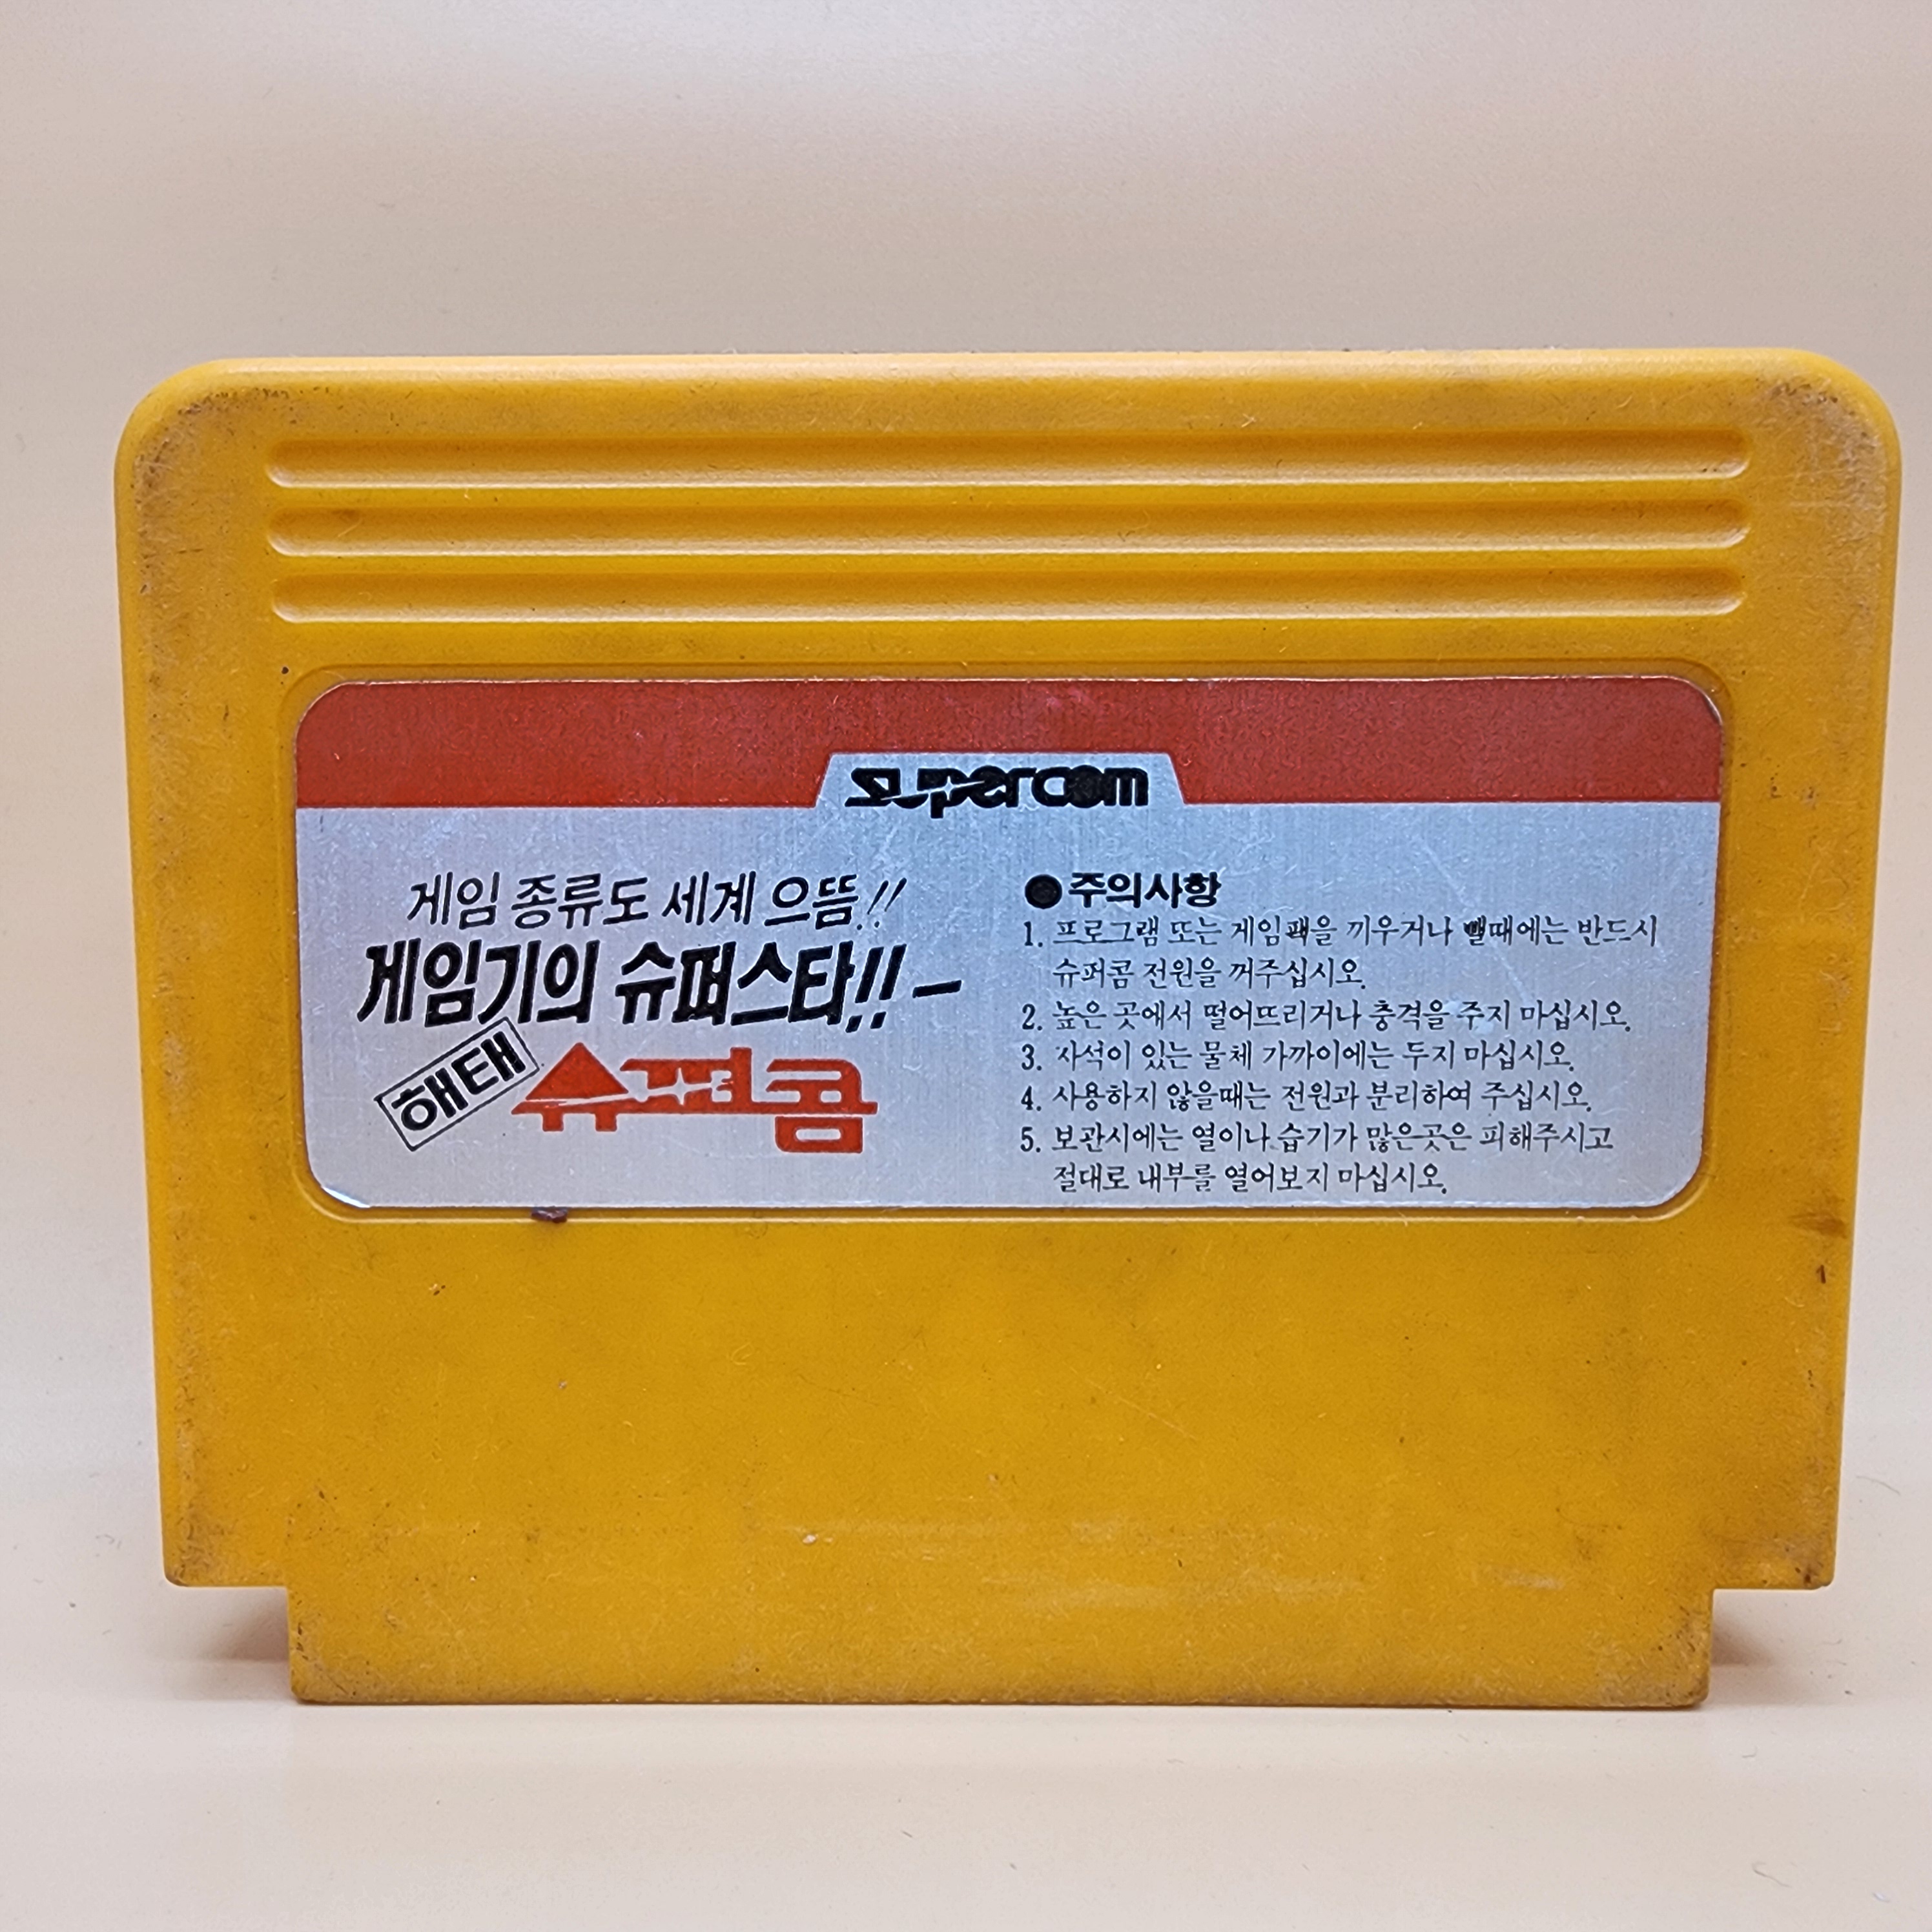 supercom
게임 종류도 세계 으뜸!!
게임기의 슈퍼스타!!—
해태 슈퍼콤
●주의사항
1. 프로그램 또는 게임팩을 끼우거나 뺄때에는 반드시
슈퍼콤 전원을 꺼주십시오.
2. 높은 곳에서 떨어뜨리거나 충격을 주지 마십시오.
3. 자석이 있는 물체 가까이에는 두지 마십시오.
4. 사용하지 않을때는 전원과 분리하여 주십시오.
5. 보관시에는 열이나 습기가 많은곳은 피해주시고
절대로 내부를 열어보지 마십시오.